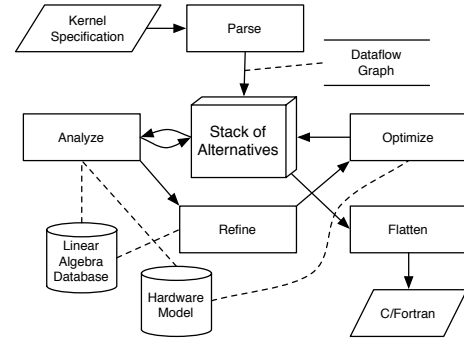 Kernel
Specification
Parse
Dataflow
Graph
Analyze
Stack of
Alternatives
Optimize
Linear
Algebra
Database
Refine
Flatten
Hardware
Model
C/Fortran